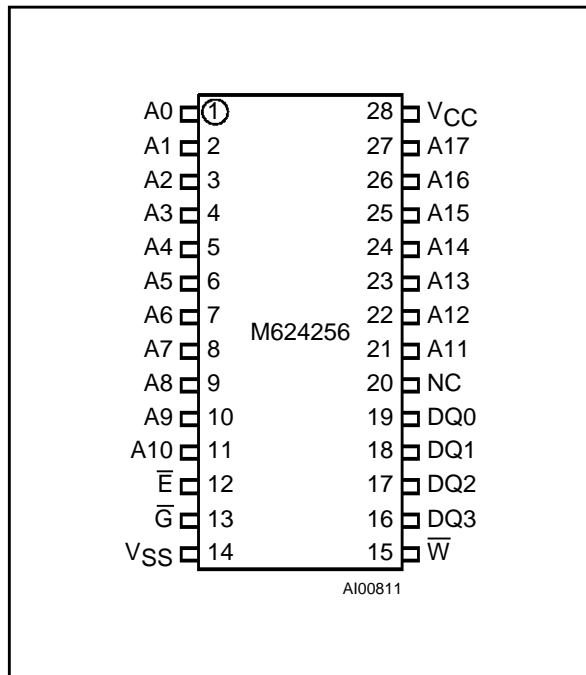 A0 1 28 VCC
A1 2 27 A17
A2 3 26 A16
A3 4 25 A15
A4 5 24 A14
A5 6 23 A13
A6 7 22 A12
M624256
A7 8 21 A11
A8 9 20 NC
A9 10 19 DQ0
A10 11 18 DQ1
E̅ 12 17 DQ2
G̅ 13 16 DQ3
VSS 14 15 W̅
AI00811